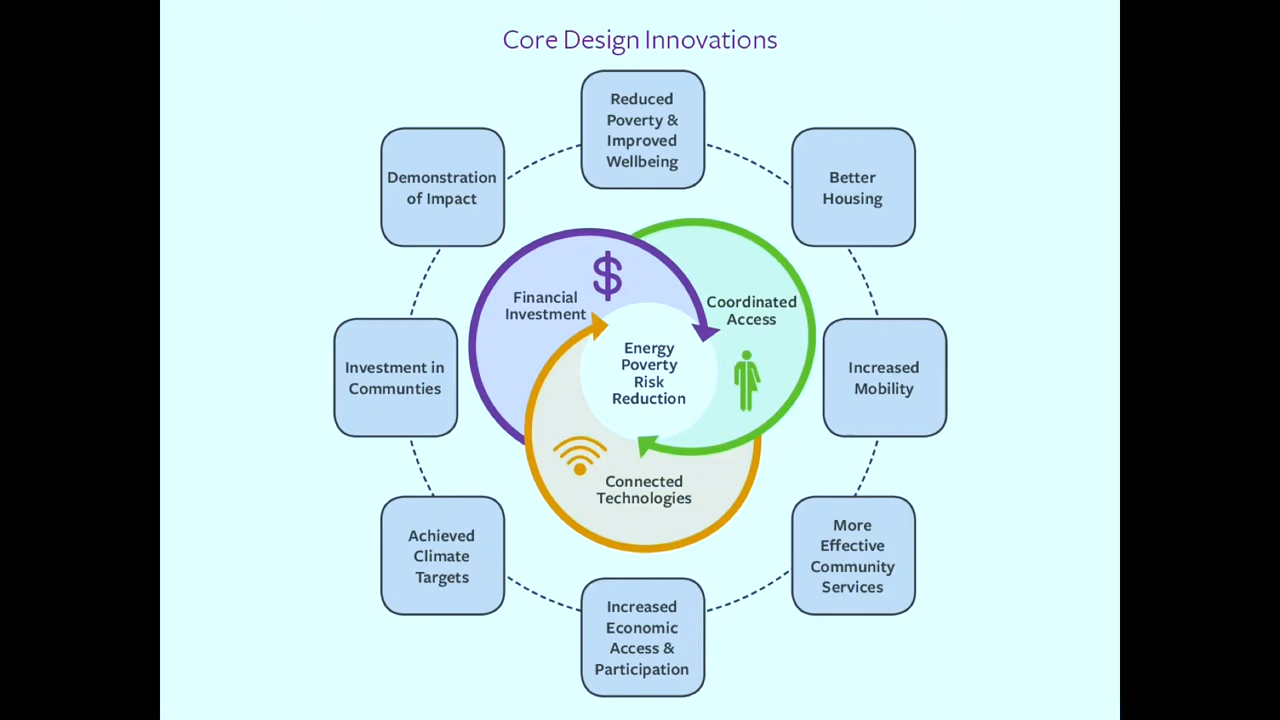 Core Design Innovations
Reduced
Poverty &
Improved
Wellbeing
Demonstration
of Impact
Better
Housing
Financial
Investment
$
Coordinated
Access
Energy
Poverty
Risk
Reduction
Investment in
Communties
Increased
Mobility
Connected
Technologies
Achieved
Climate
Targets
More
Effective
Community
Services
Increased
Economic
Access &
Participation